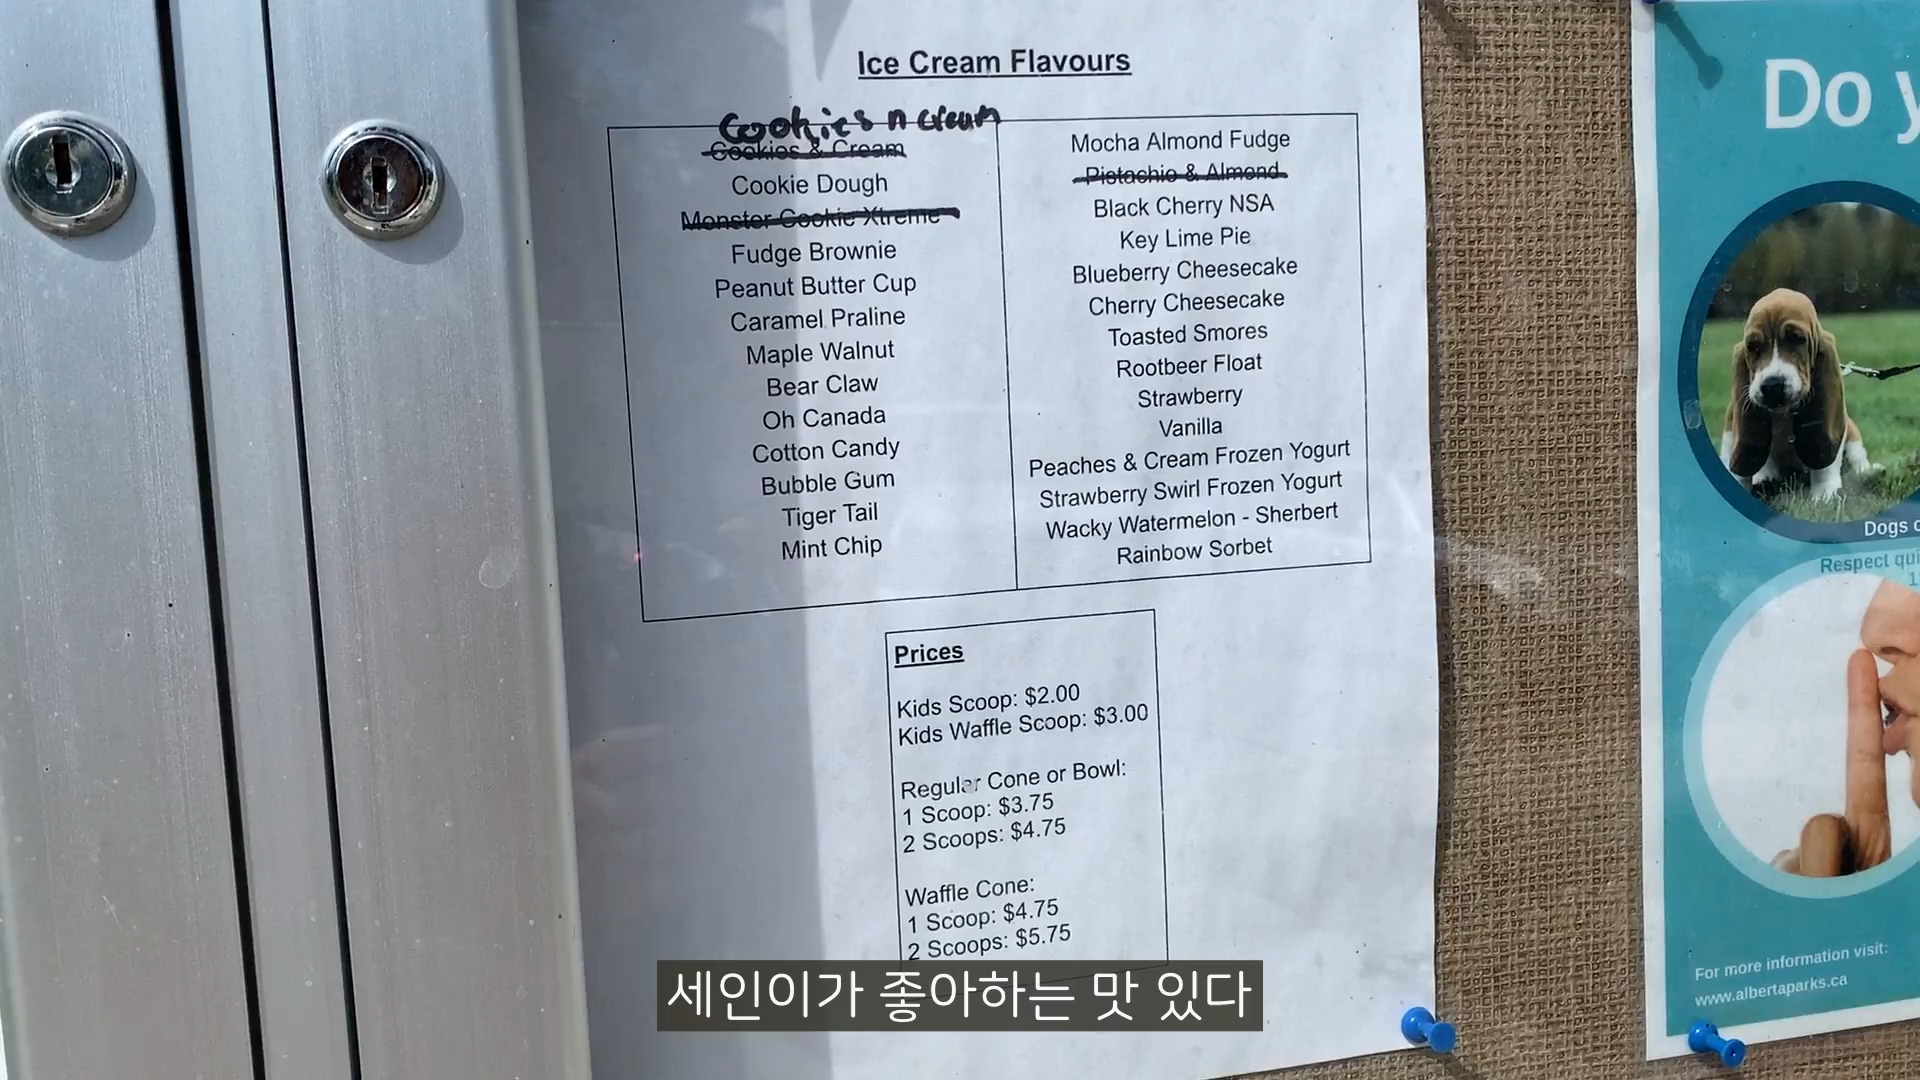 Ice Cream Flavours
Cookies n cream
Cookies & Cream
Cookie Dough
Monster Cookie Xtreme
Fudge Brownie
Peanut Butter Cup
Caramel Praline
Maple Walnut
Bear Claw
Oh Canada
Cotton Candy
Bubble Gum
Tiger Tail
Mint Chip
Mocha Almond Fudge
Pistachio & Almond
Black Cherry NSA
Key Lime Pie
Blueberry Cheesecake
Cherry Cheesecake
Toasted Smores
Rootbeer Float
Strawberry
Vanilla
Peaches & Cream Frozen Yogurt
Strawberry Swirl Frozen Yogurt
Wacky Watermelon - Sherbert
Rainbow Sorbet
Prices
Kids Scoop: $2.00
Kids Waffle Scoop: $3.00
Regular Cone or Bowl:
1 Scoop: $3.75
2 Scoops: $4.75
Waffle Cone:
1 Scoop: $4.75
2 Scoops: $5.75
세인이가 좋아하는 맛 있다
Do
Dogs
Respect
For more information visit:
www.albertaparks.ca